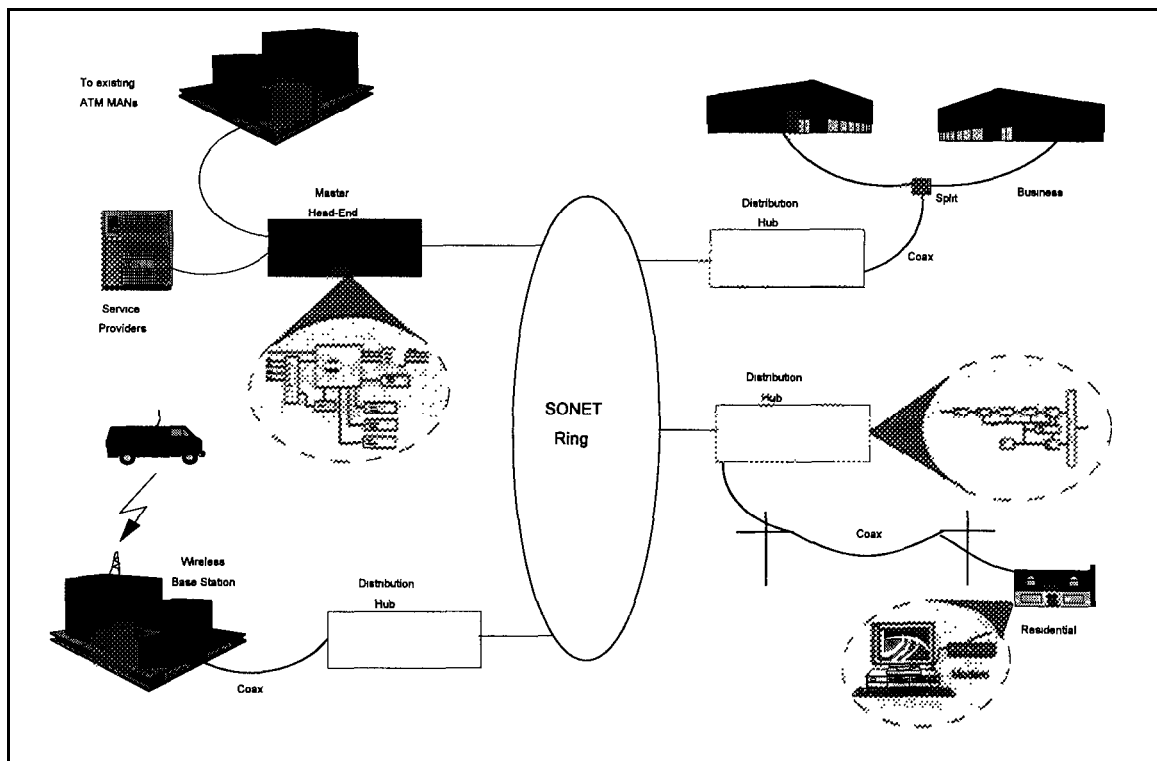 To existing
ATM MANs
Master
Head-End
Service
Providers
Distribution
Hub
Split
Business
Coax
SONET
Ring
Distribution
Hub
Coax
Residential
Modem
Wireless
Base Station
Distribution
Hub
Coax